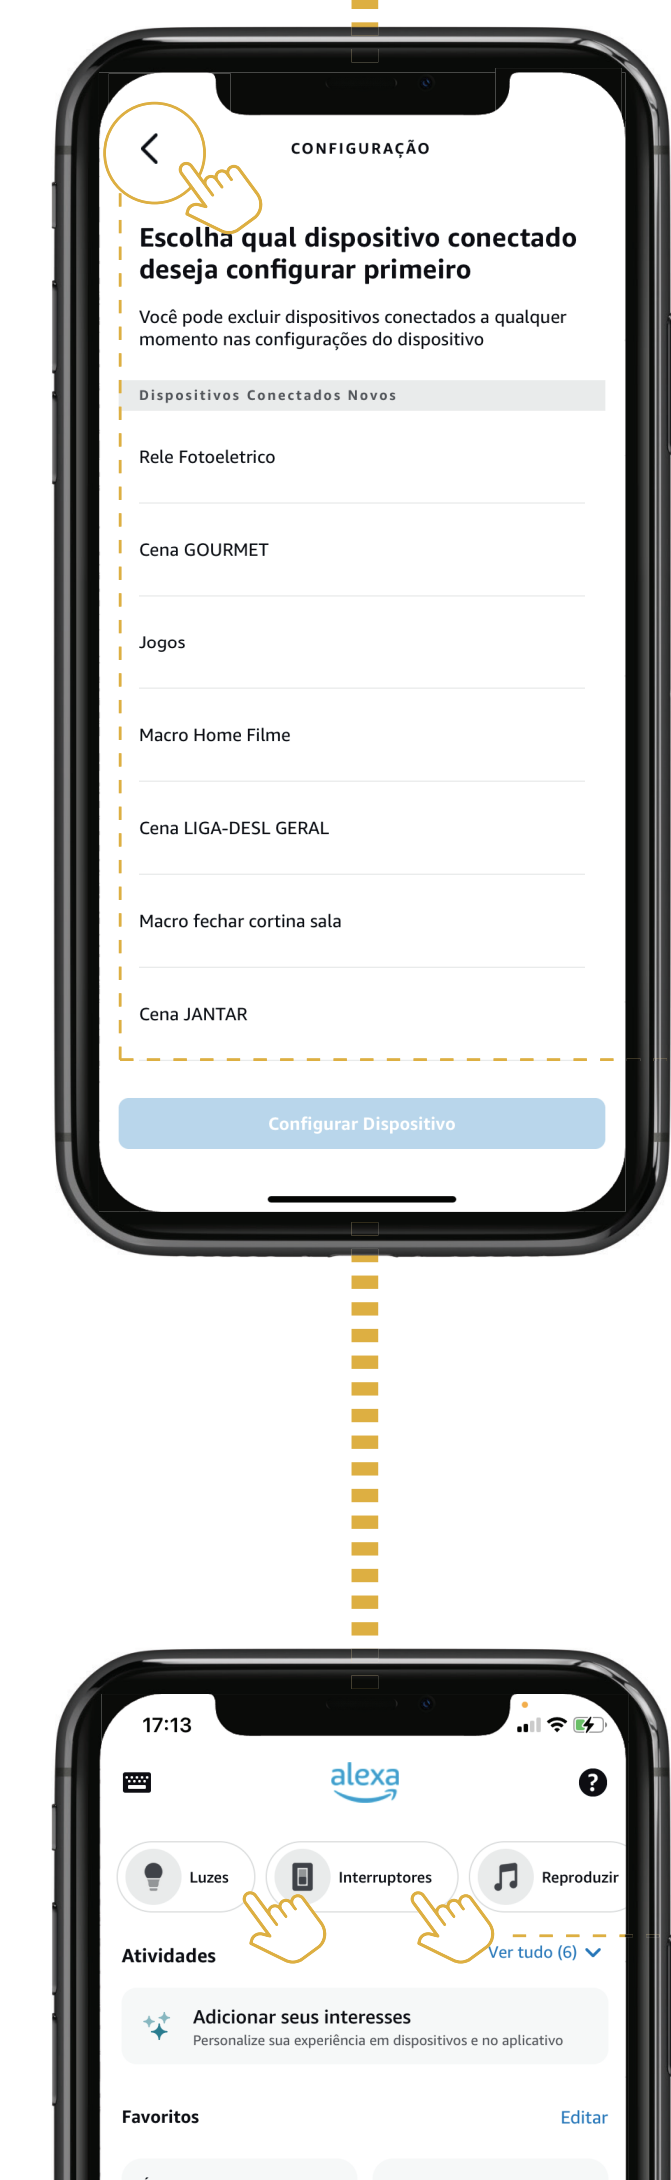 CONFIGURAÇÃO
Escolha qual dispositivo conectado
deseja configurar primeiro
Você pode excluir dispositivos conectados a qualquer
momento nas configurações do dispositivo
Dispositivos Conectados Novos
Rele Fotoeletrico
Cena GOURMET
Jogos
Macro Home Filme
Cena LIGA-DESL GERAL
Macro fechar cortina sala
Cena JANTAR
Configurar Dispositivo
17:13
alexa
Luzes Interruptores Reproduzir
Atividades Ver tudo (6)
Adicionar seus interesses
Personalize sua experiência em dispositivos e no aplicativo
Favoritos Editar